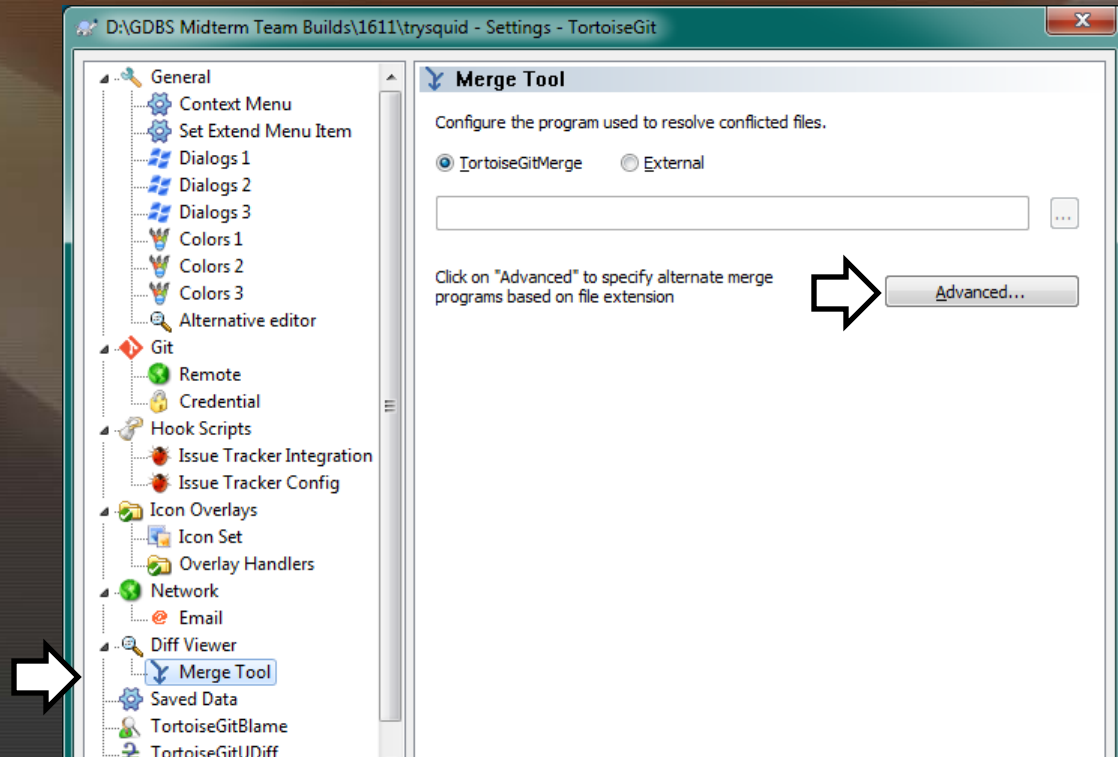 D:\GDBS Midterm Team Builds\1611\trysquid - Settings - TortoiseGit
General
Context Menu
Set Extend Menu Item
Dialogs 1
Dialogs 2
Dialogs 3
Colors 1
Colors 2
Colors 3
Alternative editor
Git
Remote
Credential
Hook Scripts
Issue Tracker Integration
Issue Tracker Config
Icon Overlays
Icon Set
Overlay Handlers
Network
Email
Diff Viewer
Merge Tool
Saved Data
TortoiseGitBlame
TortoiseGitUDiff
Merge Tool
Configure the program used to resolve conflicted files.
TortoiseGitMerge
External
...
Click on "Advanced" to specify alternate merge
programs based on file extension
Advanced...